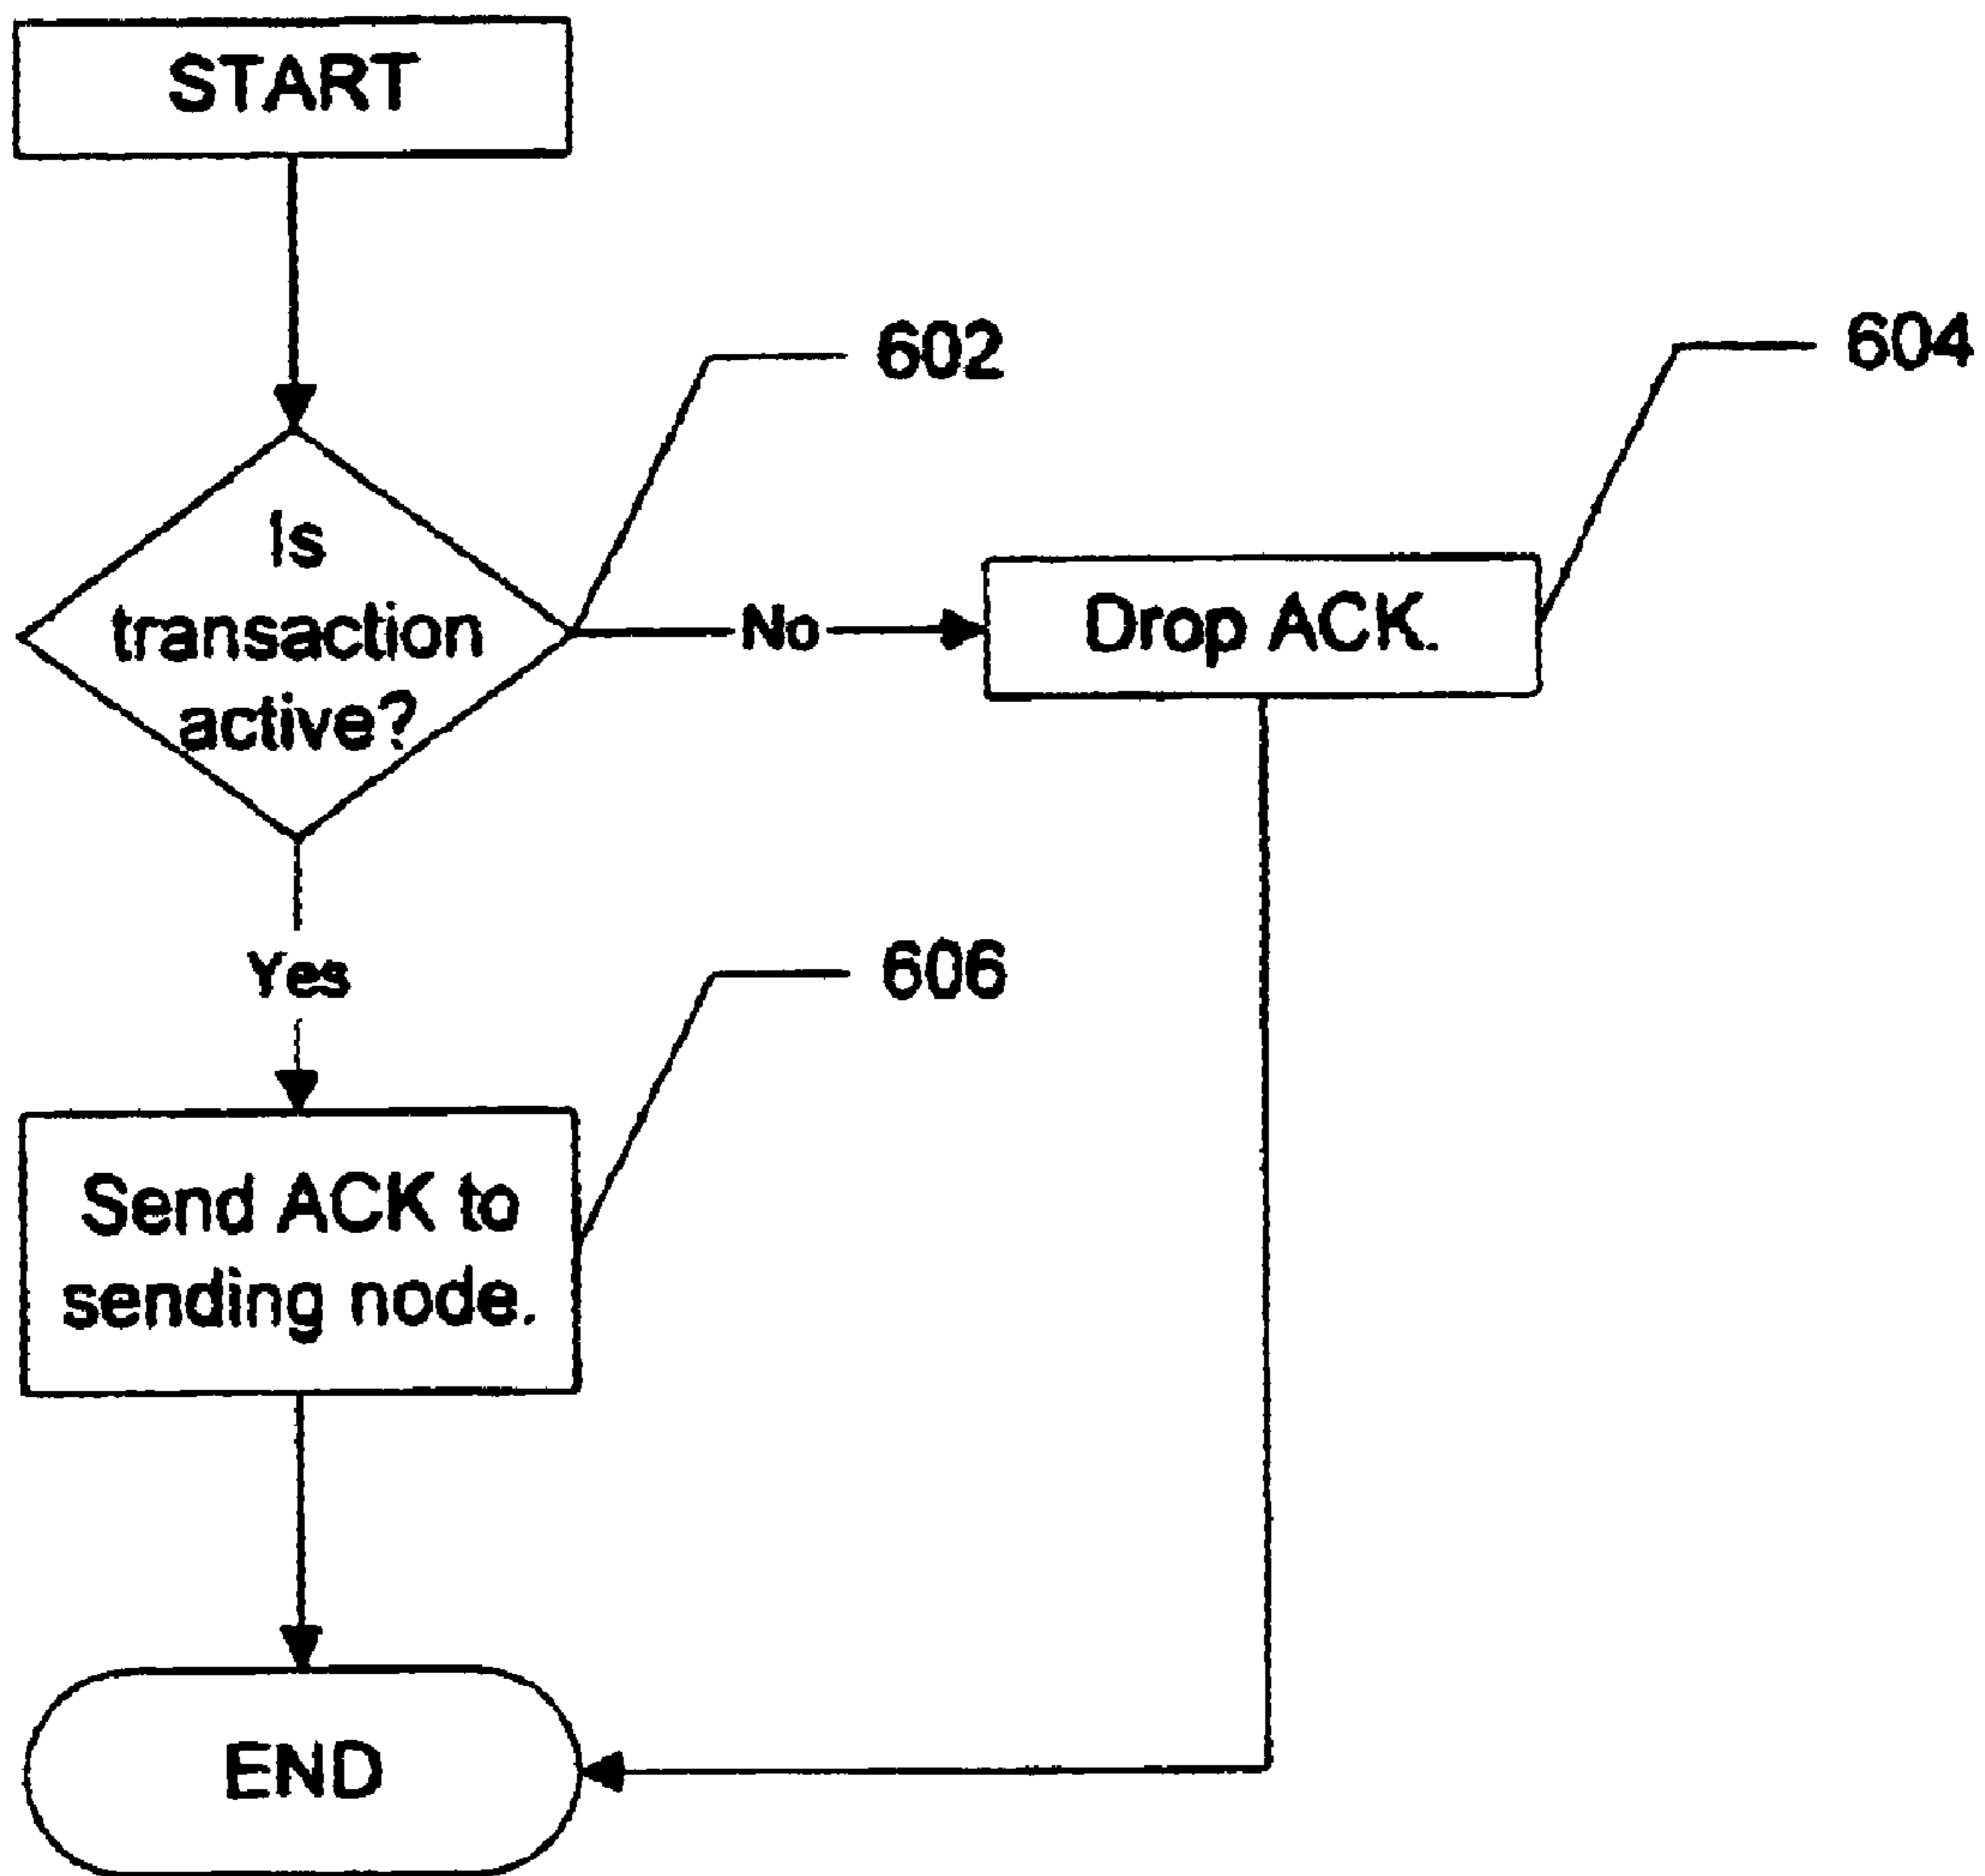 START
602
604
Is
transaction
active?
No
Drop ACK.
Yes
606
Send ACK to
sending node.
END